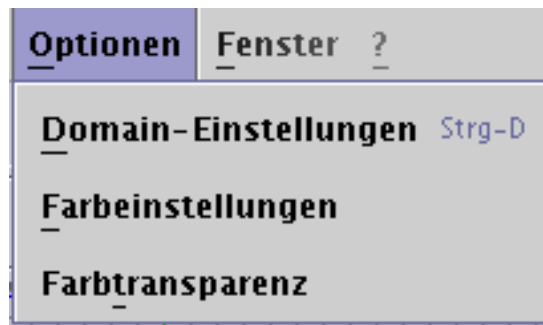 Optionen Fenster ?
Domain-Einstellungen Strg-D
Farbeinstellungen
Farbtransparenz